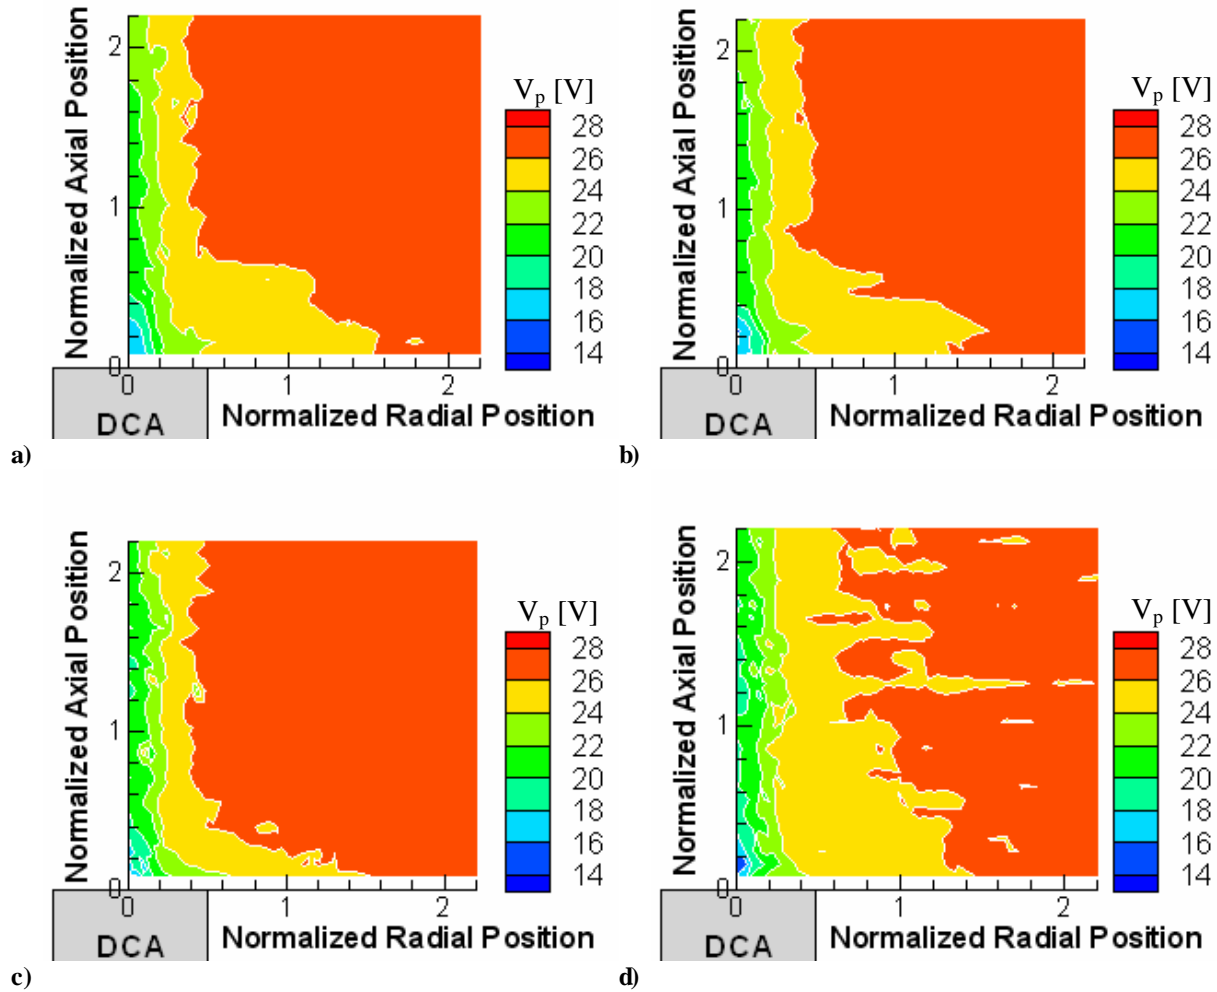 Normalized Axial Position
2
1
0
0
1
2
DCA
Normalized Radial Position
Vp [V]
28
26
24
22
20
18
16
14
a)
Normalized Axial Position
2
1
0
0
1
2
DCA
Normalized Radial Position
Vp [V]
28
26
24
22
20
18
16
14
b)
Normalized Axial Position
2
1
0
0
1
2
DCA
Normalized Radial Position
Vp [V]
28
26
24
22
20
18
16
14
c)
Normalized Axial Position
2
1
0
0
1
2
DCA
Normalized Radial Position
Vp [V]
28
26
24
22
20
18
16
14
d)